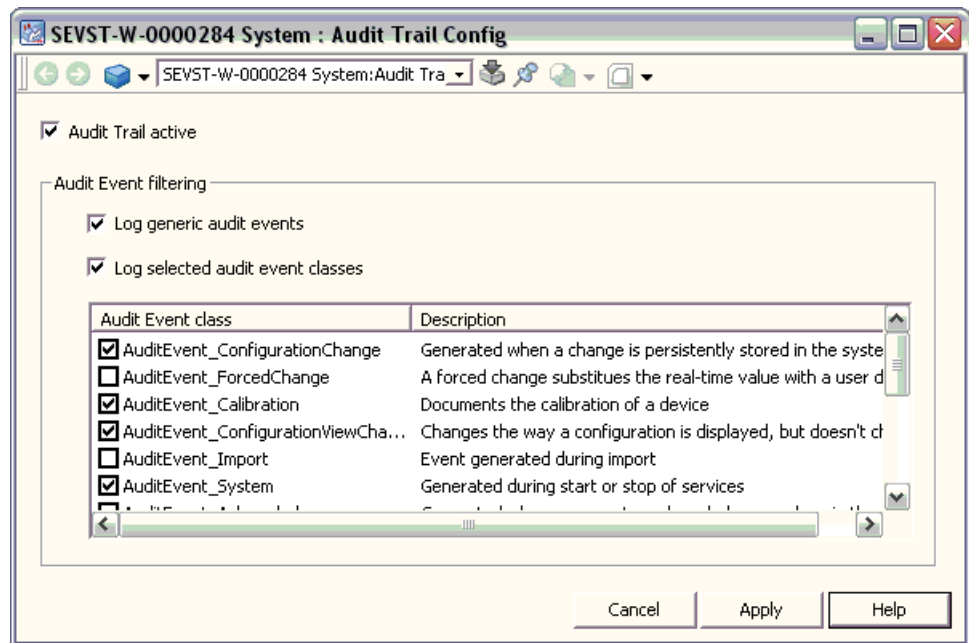 SEVST-W-0000284 System : Audit Trail Config
SEVST-W-0000284 System:Audit Tra
Audit Trail active
Audit Event filtering
Log generic audit events
Log selected audit event classes
Audit Event class Description
AuditEvent_ConfigurationChange Generated when a change is persistently stored in the syste
AuditEvent_ForcedChange A forced change substitues the real-time value with a user d
AuditEvent_Calibration Documents the calibration of a device
AuditEvent_ConfigurationViewCha... Changes the way a configuration is displayed, but doesn't ch
AuditEvent_Import Event generated during import
AuditEvent_System Generated during start or stop of services
Cancel Apply Help